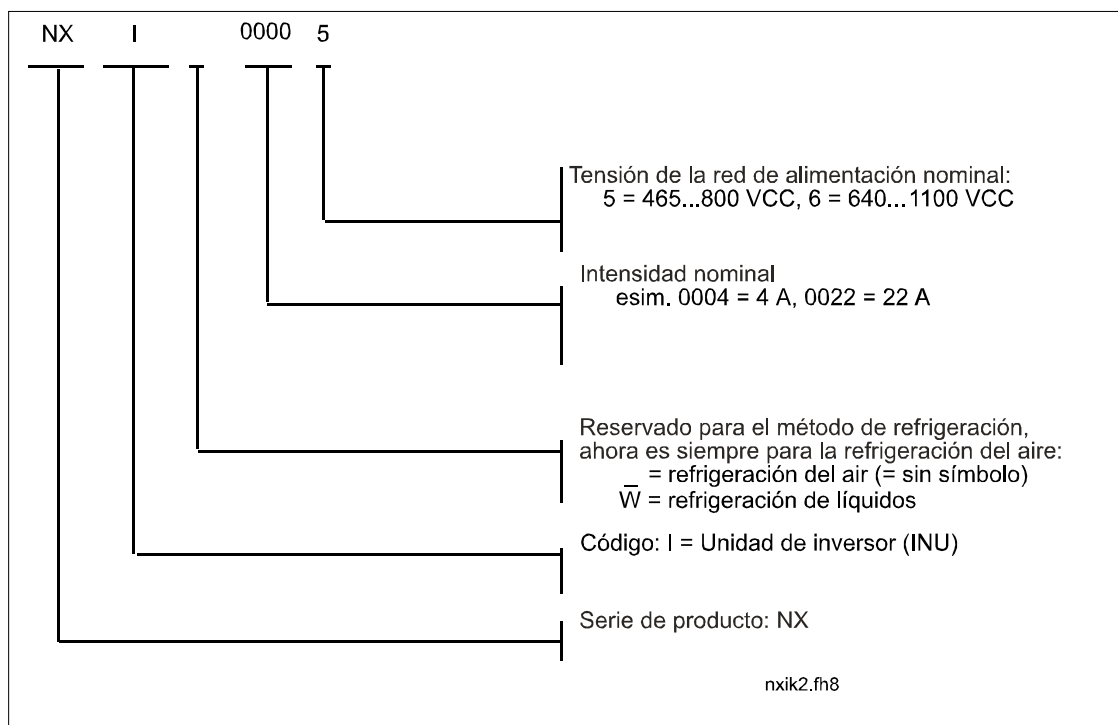 NX I _ 0000 5
Tensión de la red de alimentación nominal:
5 = 465...800 VCC, 6 = 640...1100 VCC
Intensidad nominal
esim. 0004 = 4 A, 0022 = 22 A
Reservado para el método de refrigeración,
ahora es siempre para la refrigeración del aire:
_ = refrigeración del air (= sin símbolo)
W = refrigeración de líquidos
Código: I = Unidad de inversor (INU)
Serie de producto: NX
nxik2.fh8